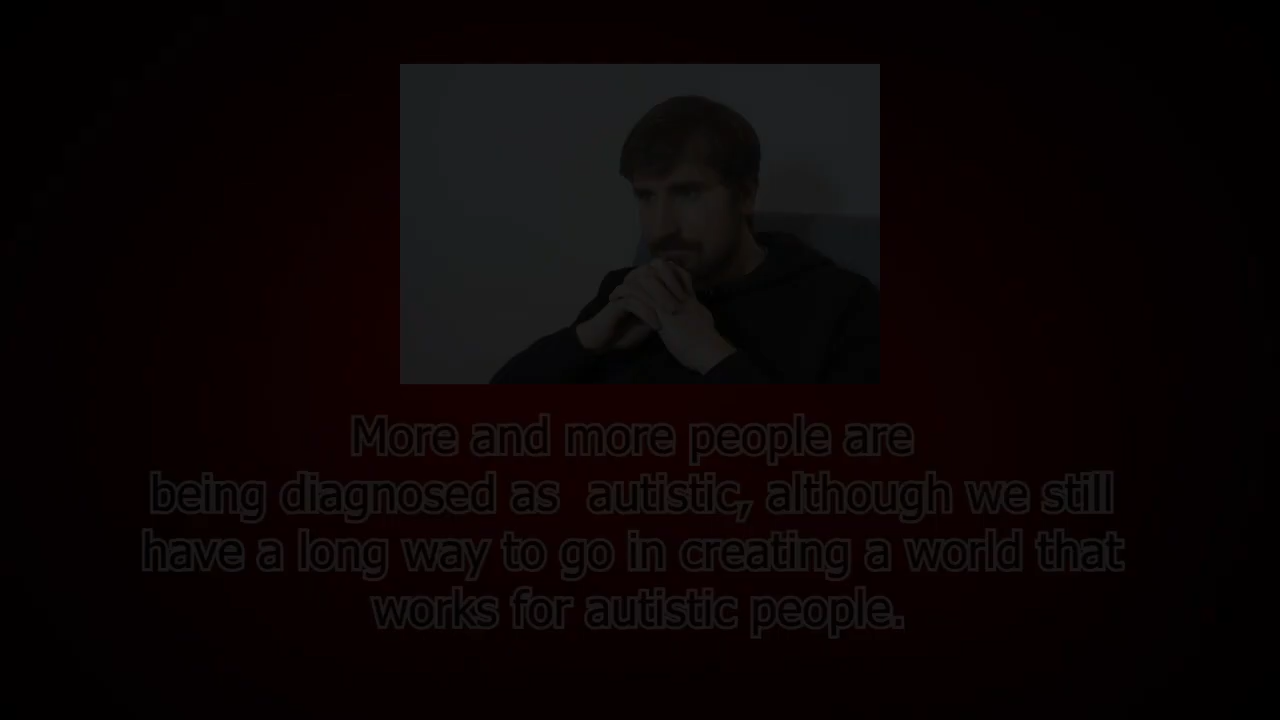 More and more people are
being diagnosed as  autistic, although we still
have a long way to go in creating a world that
works for autistic people.